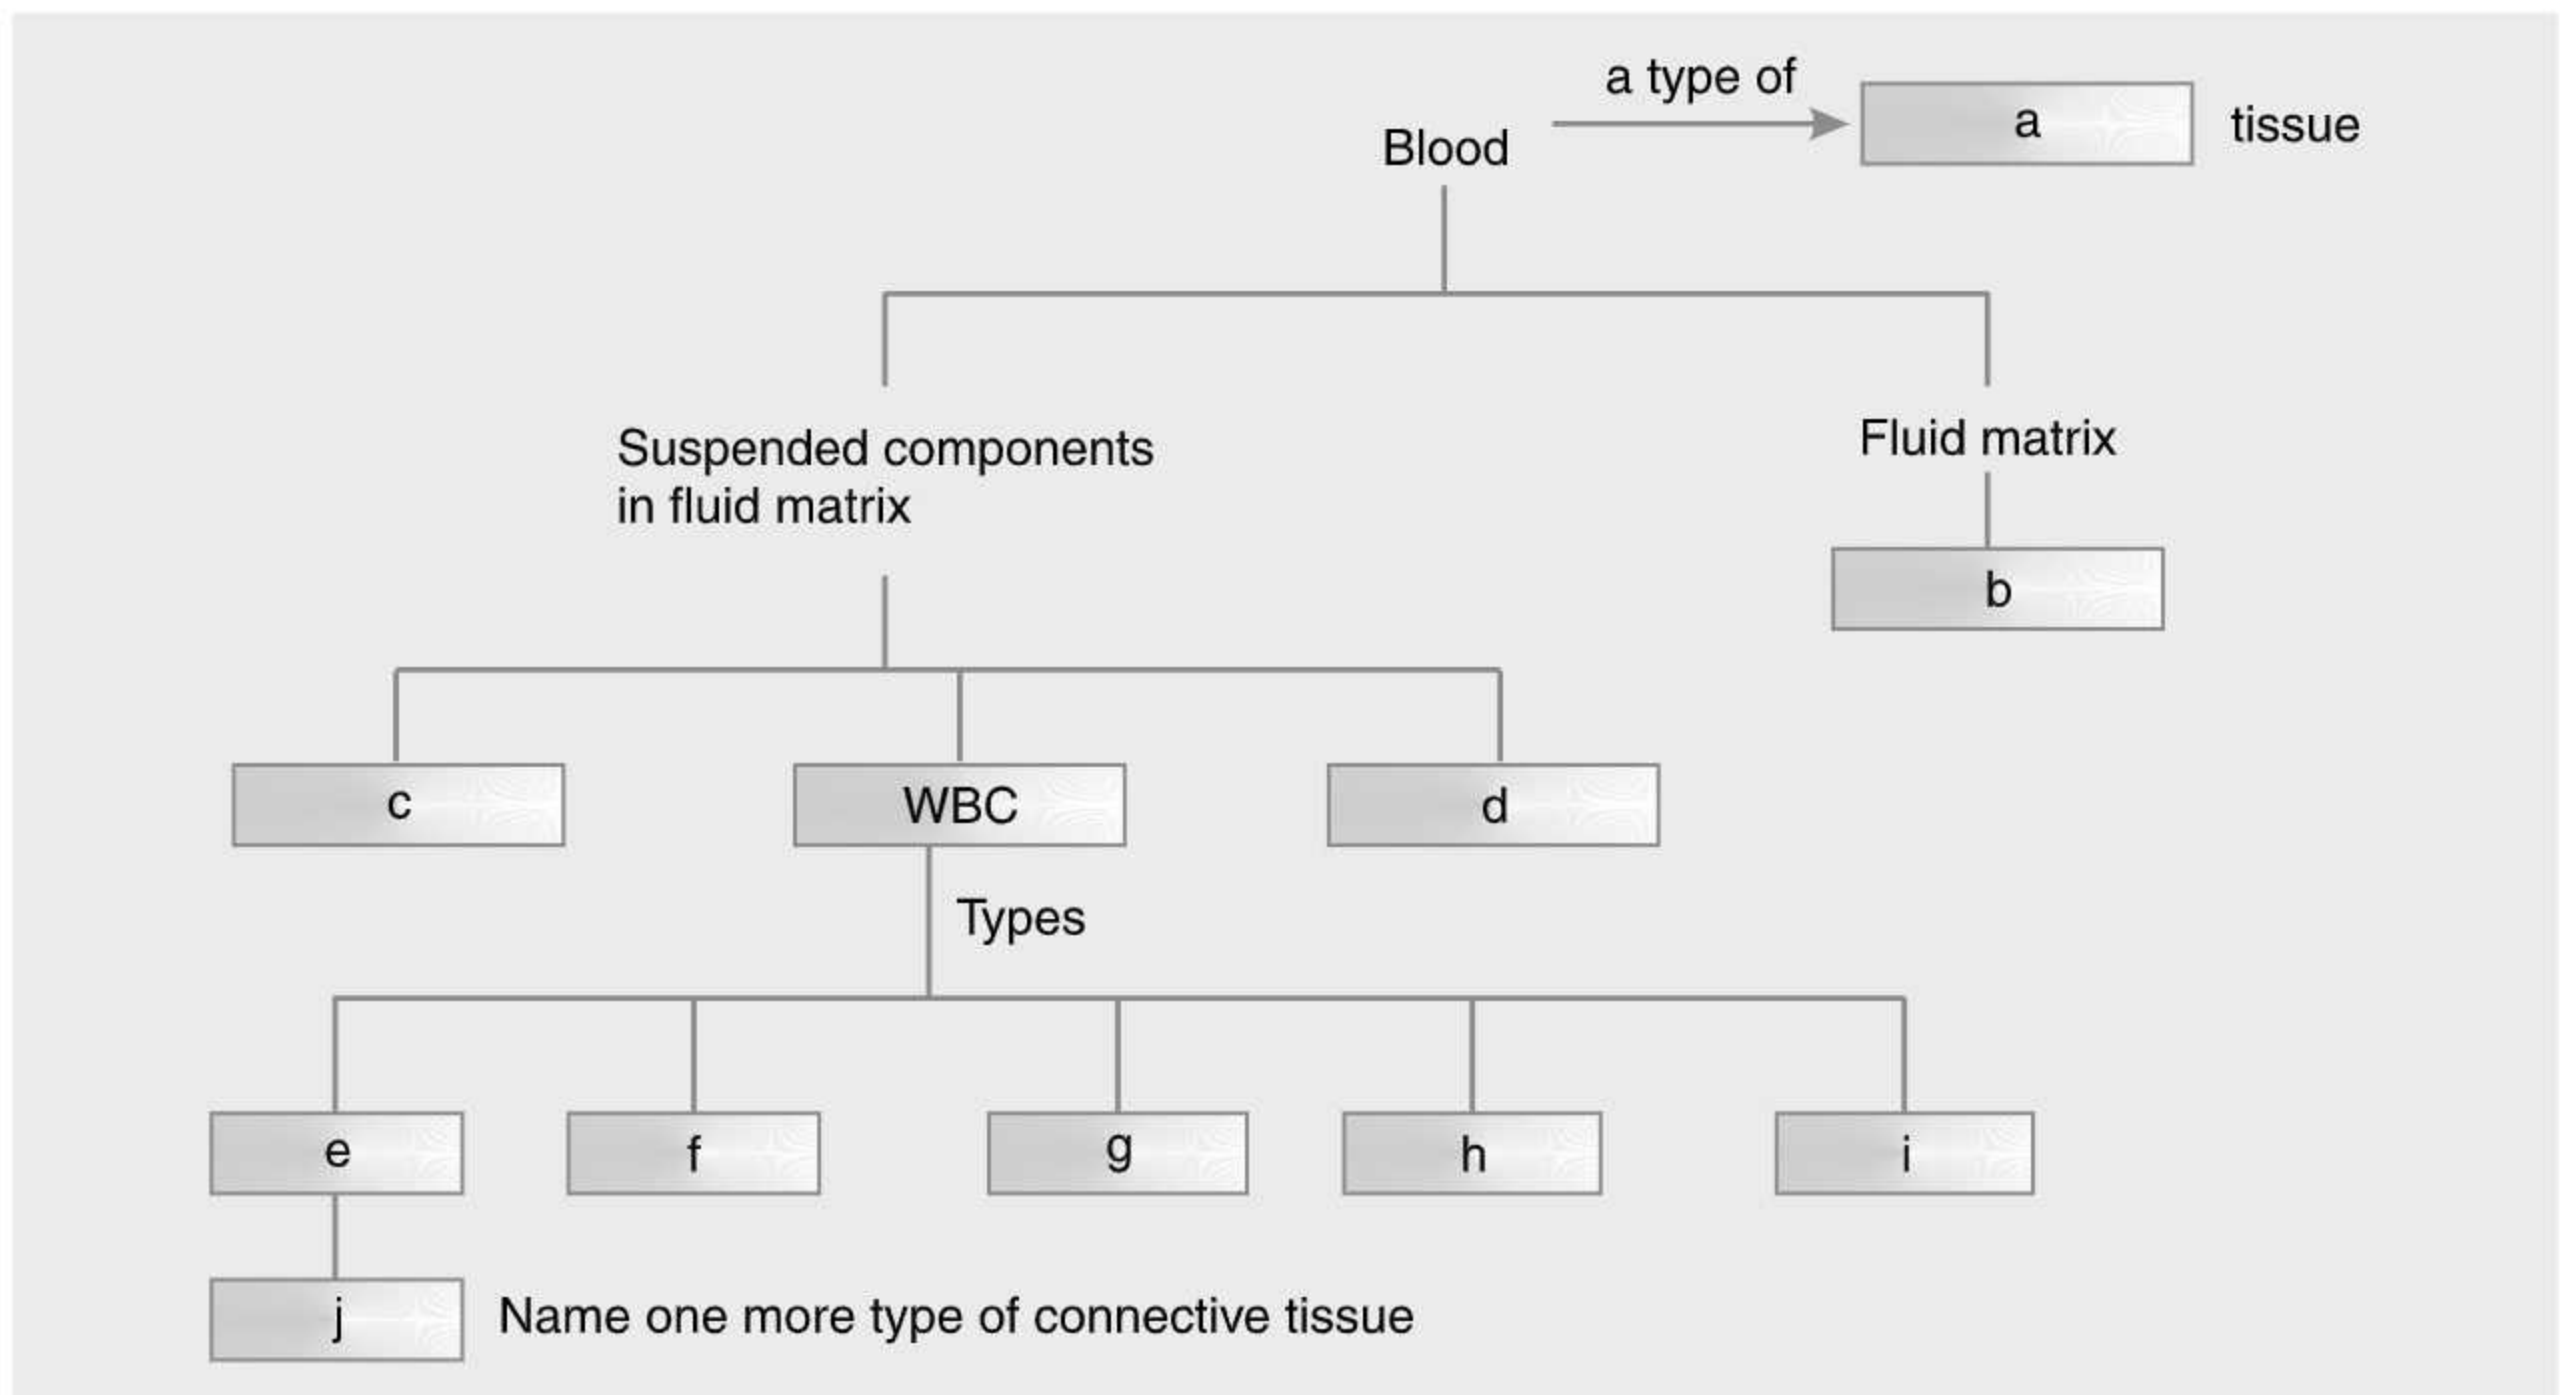 a type of
Blood
a
tissue
Suspended components
in fluid matrix
Fluid matrix
b
c
WBC
d
Types
e
f
g
h
i
j
Name one more type of connective tissue